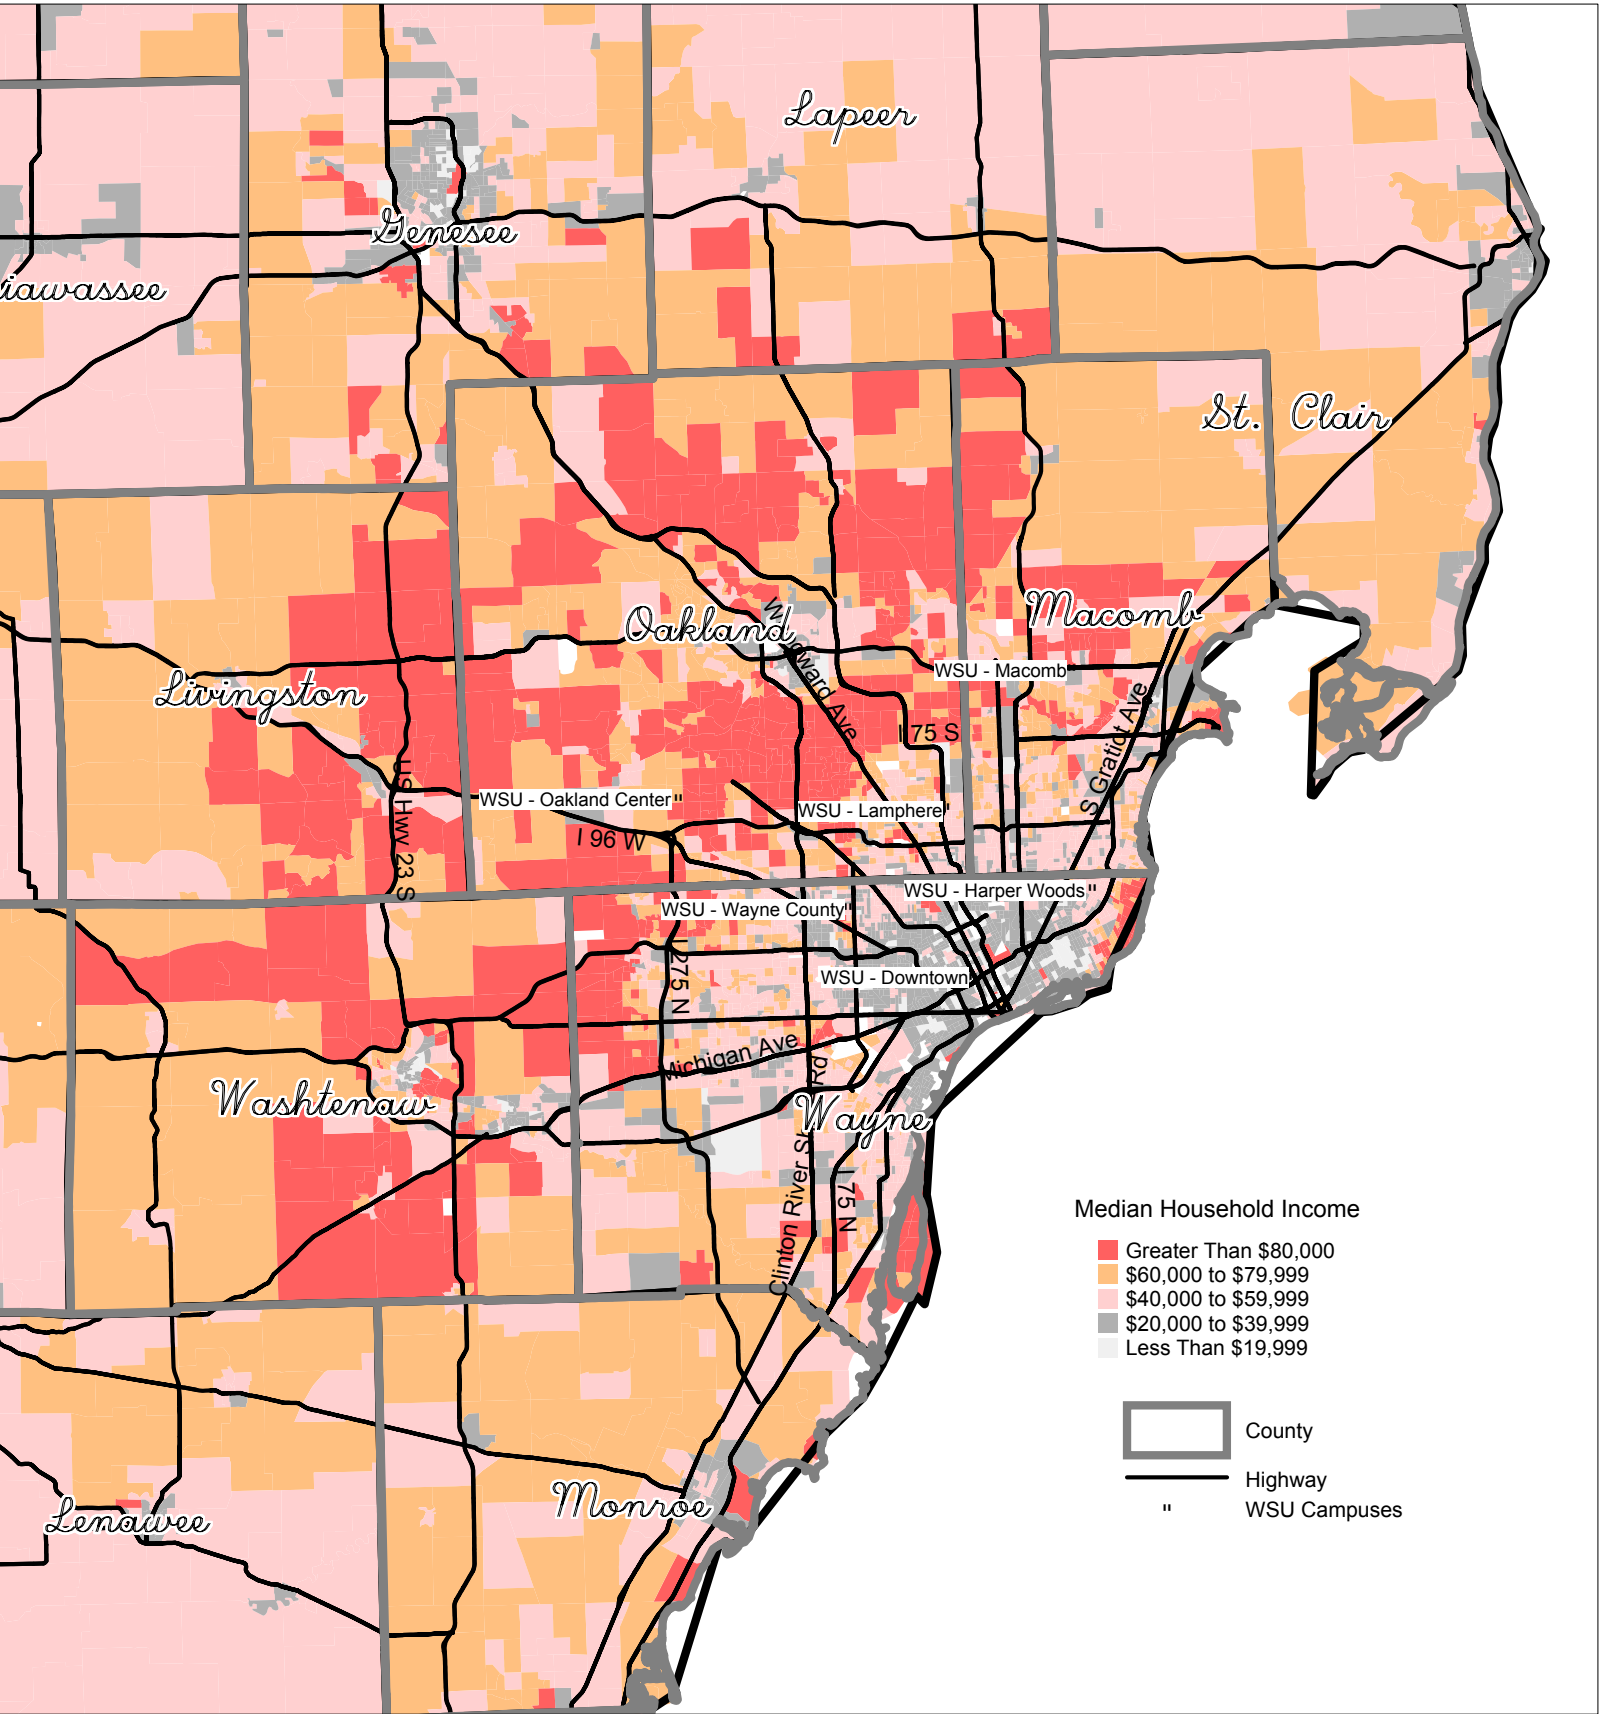 Lapeer
Genesee
iawassee
St. Clair
Oakland
Macomb
Woodward Ave
WSU - Macomb
Livingston
S Gratiot Ave
I 75 S
US Hwy 23 S
WSU - Oakland Center "
WSU - Lamphere
I 96 W
WSU - Harper Woods "
WSU - Wayne County "
I 275 N
WSU - Downtown
Michigan Ave
Washtenaw
Wayne
Clinton River St Rd
I 75 N
Median Household Income
Greater Than $80,000
$60,000 to $79,999
$40,000 to $59,999
$20,000 to $39,999
Less Than $19,999
County
Highway
" WSU Campuses
Monroe
Lenawee